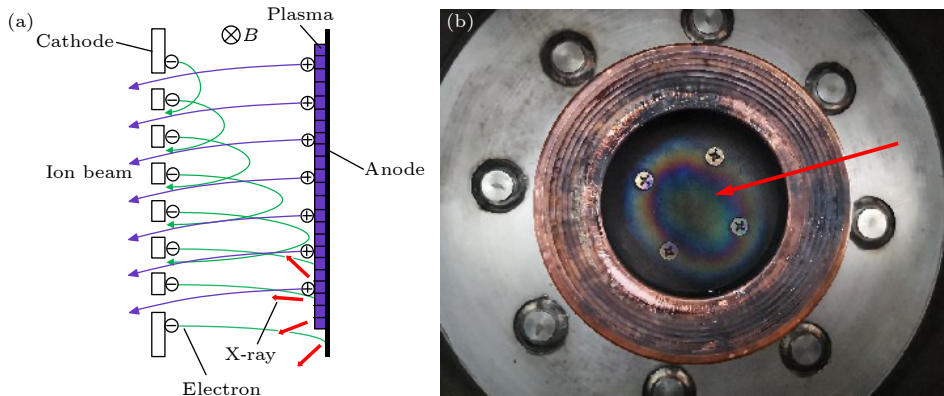 (a)
Plasma
Cathode
⊗B
Ion beam
Anode
X-ray
Electron
(b)